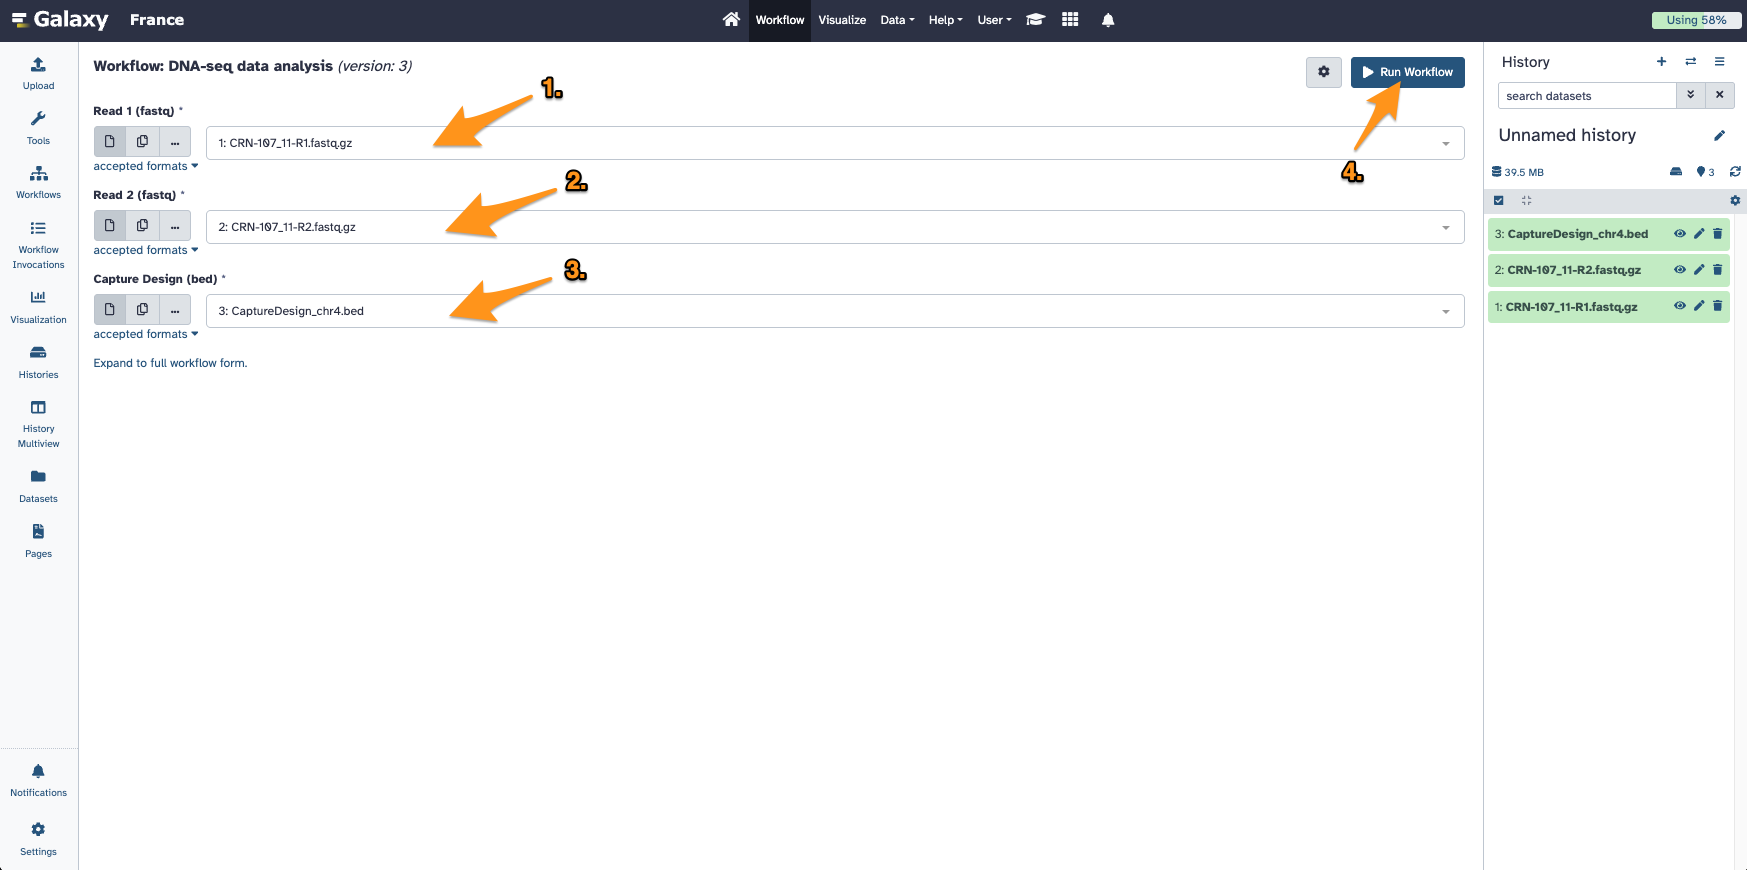 Galaxy France
Workflow Visualize Data Help User
Using 58%
Upload
Tools
Workflows
Workflow
Invocations
Visualization
Histories
History
Multiview
Datasets
Pages
Notifications
Settings
Workflow: DNA-seq data analysis (version: 3)
Run Workflow
1.
4.
Read 1 (fastq) *
... 1: CRN-107_11-R1.fastq.gz
accepted formats
2.
Read 2 (fastq) *
... 2: CRN-107_11-R2.fastq.gz
accepted formats
3.
Capture Design (bed) *
... 3: CaptureDesign_chr4.bed
accepted formats
Expand to full workflow form.
History
search datasets
Unnamed history
39.5 MB 3
3: CaptureDesign_chr4.bed
2: CRN-107_11-R2.fastq.gz
1: CRN-107_11-R1.fastq.gz